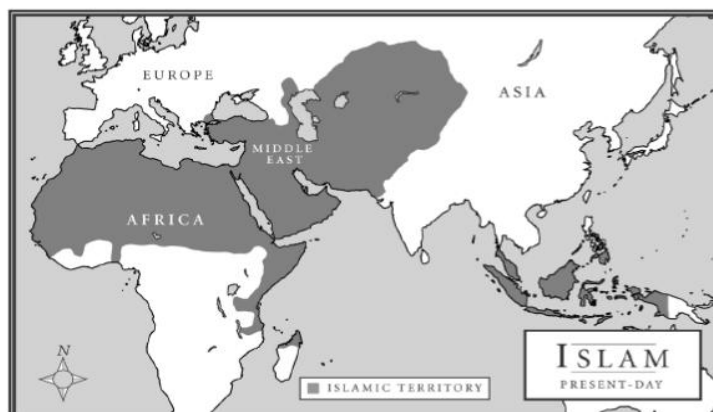 EUROPE
ASIA
MIDDLE
EAST
AFRICA
N
ISLAMIC TERRITORY
ISLAM
PRESENT-DAY